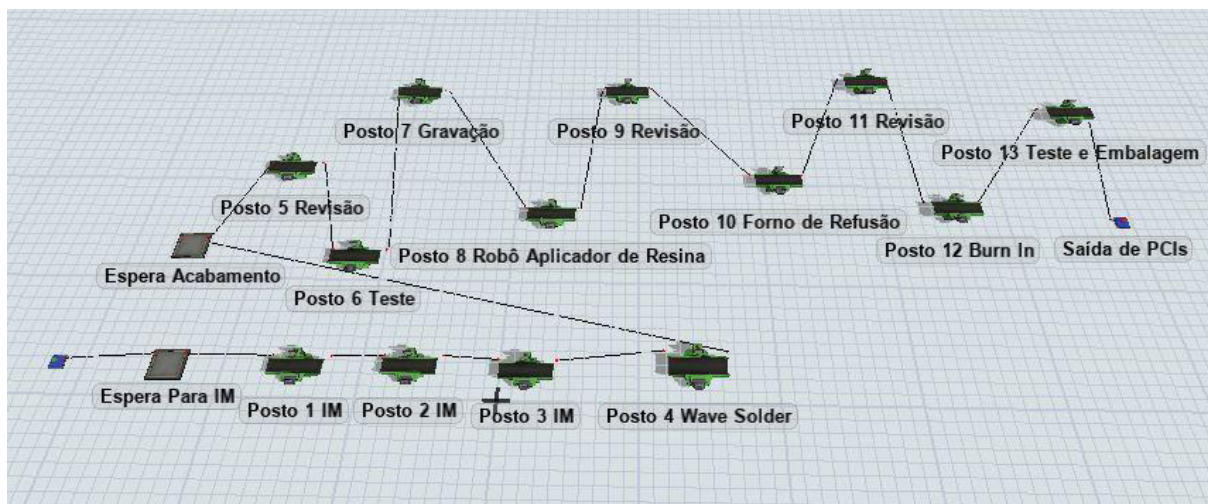 Posto 11 Revisão
Posto 7 Gravação
Posto 9 Revisão
Posto 13 Teste e Embalagem
Posto 5 Revisão
Posto 10 Forno de Refusão
Posto 12 Burn In
Saída de PCIs
Posto 8 Robô Aplicador de Resina
Espera Acabamento
Posto 6 Teste
Espera Para IM
Posto 1 IM
Posto 2 IM
Posto 3 IM
Posto 4 Wave Solder